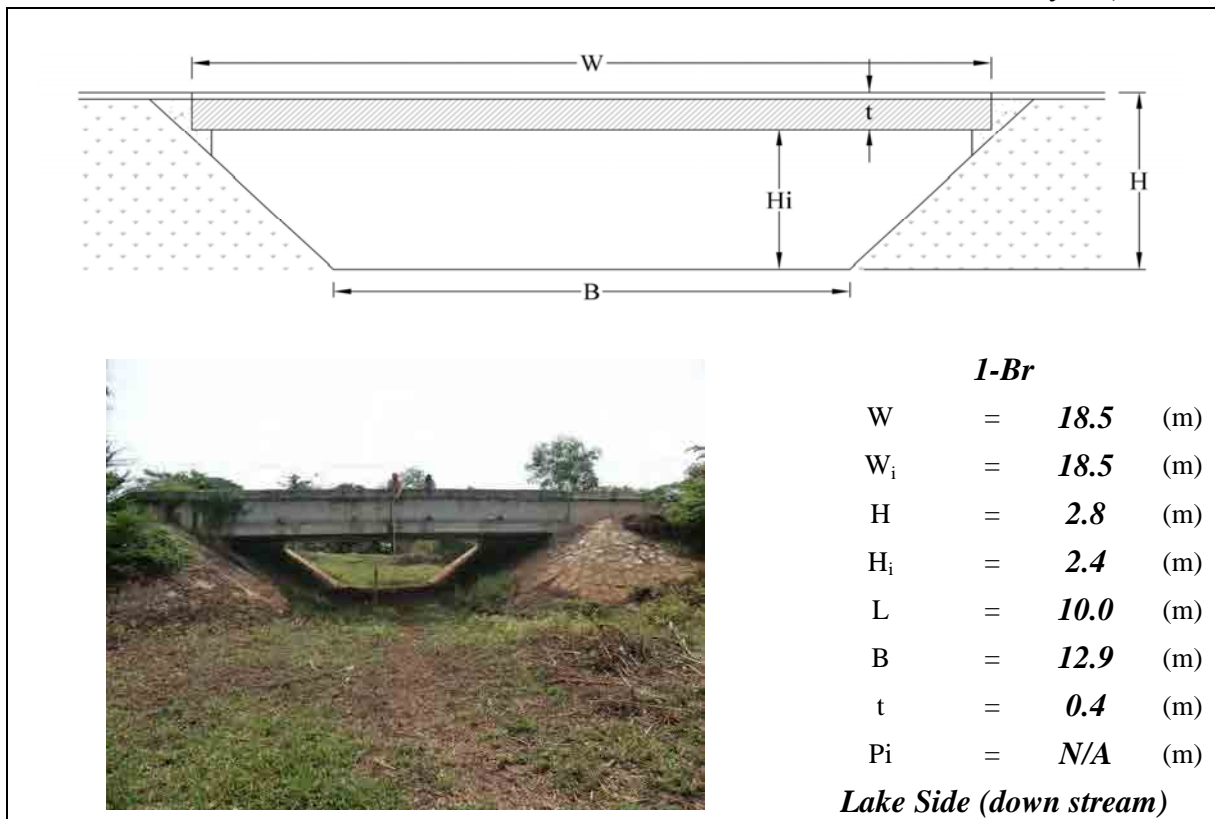 W
t
Hi
H
B
1-Br
W = 18.5 (m)
Wᵢ = 18.5 (m)
H = 2.8 (m)
Hᵢ = 2.4 (m)
L = 10.0 (m)
B = 12.9 (m)
t = 0.4 (m)
Pi = N/A (m)
Lake Side (down stream)